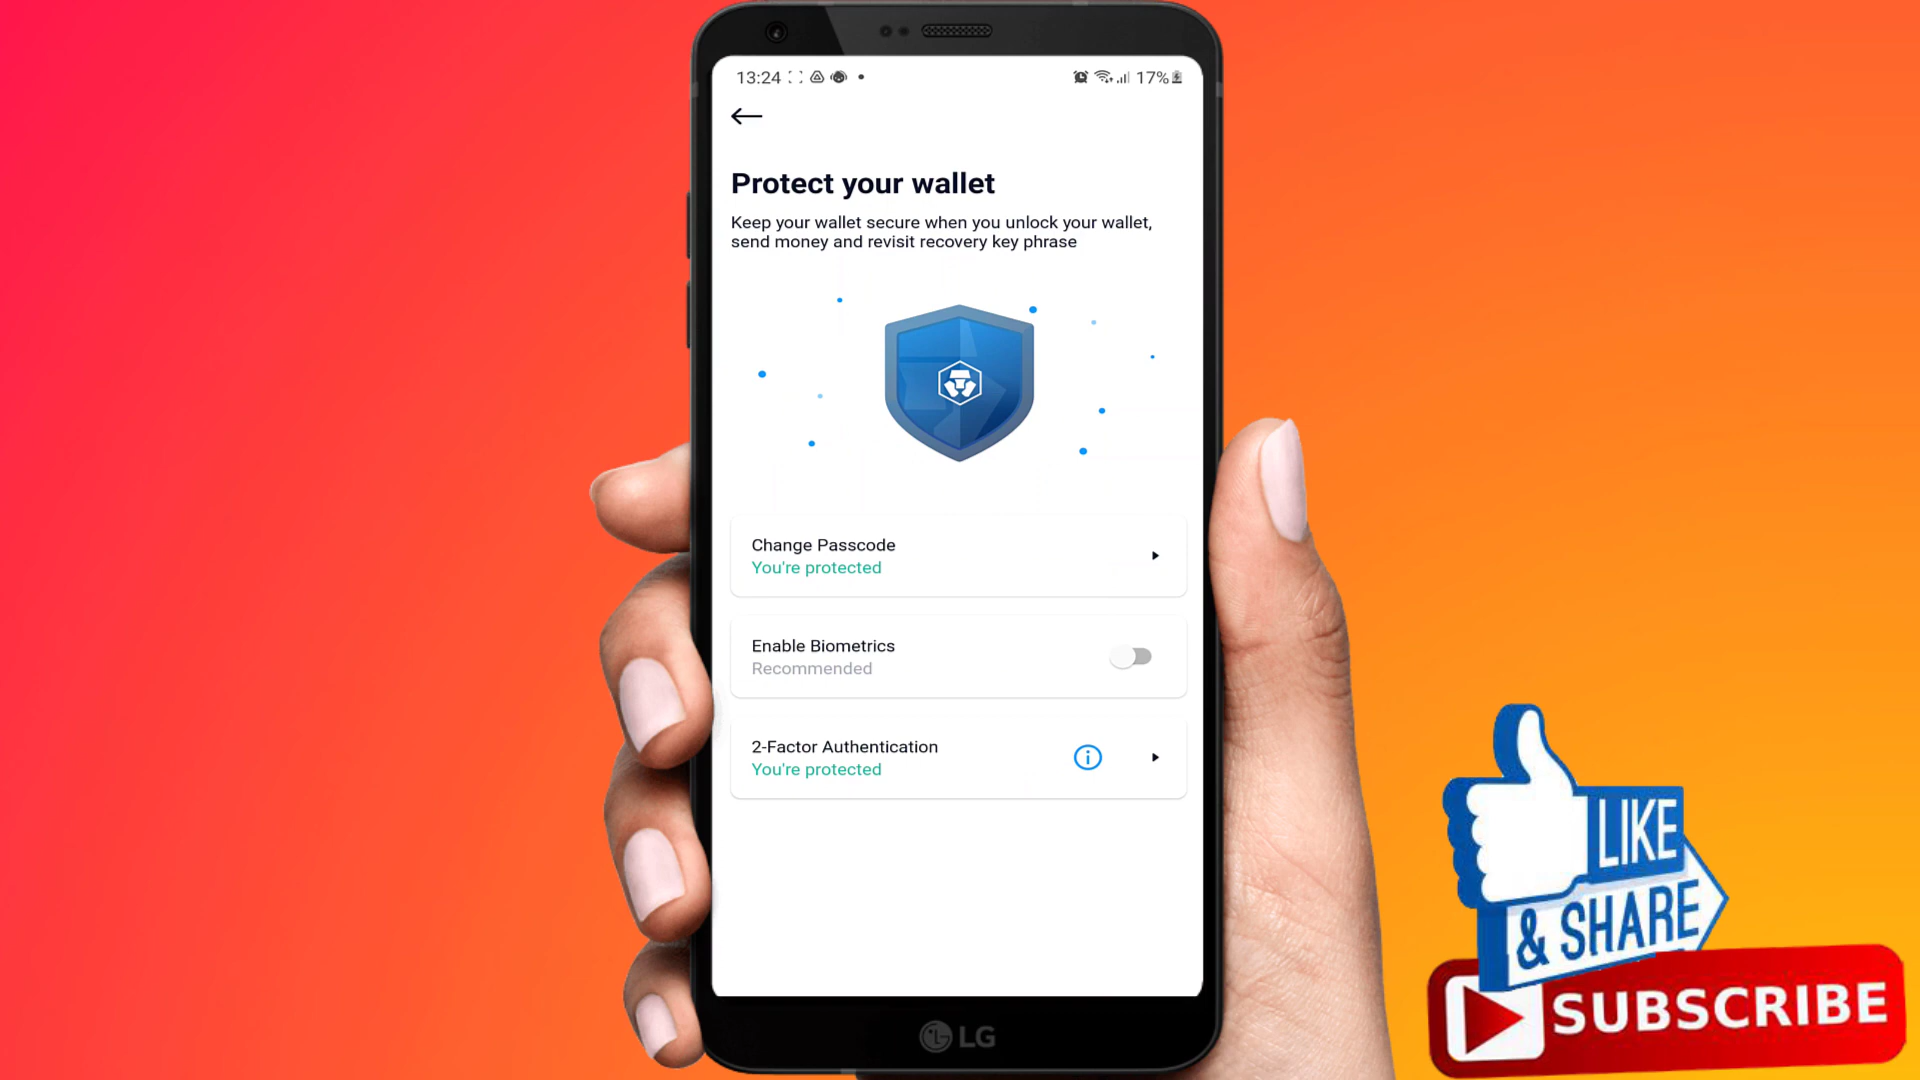 13:24
17%
Protect your wallet
Keep your wallet secure when you unlock your wallet,
send money and revisit recovery key phrase
Change Passcode
You're protected
Enable Biometrics
Recommended
2-Factor Authentication
You're protected
LIKE
& SHARE
SUBSCRIBE
LG